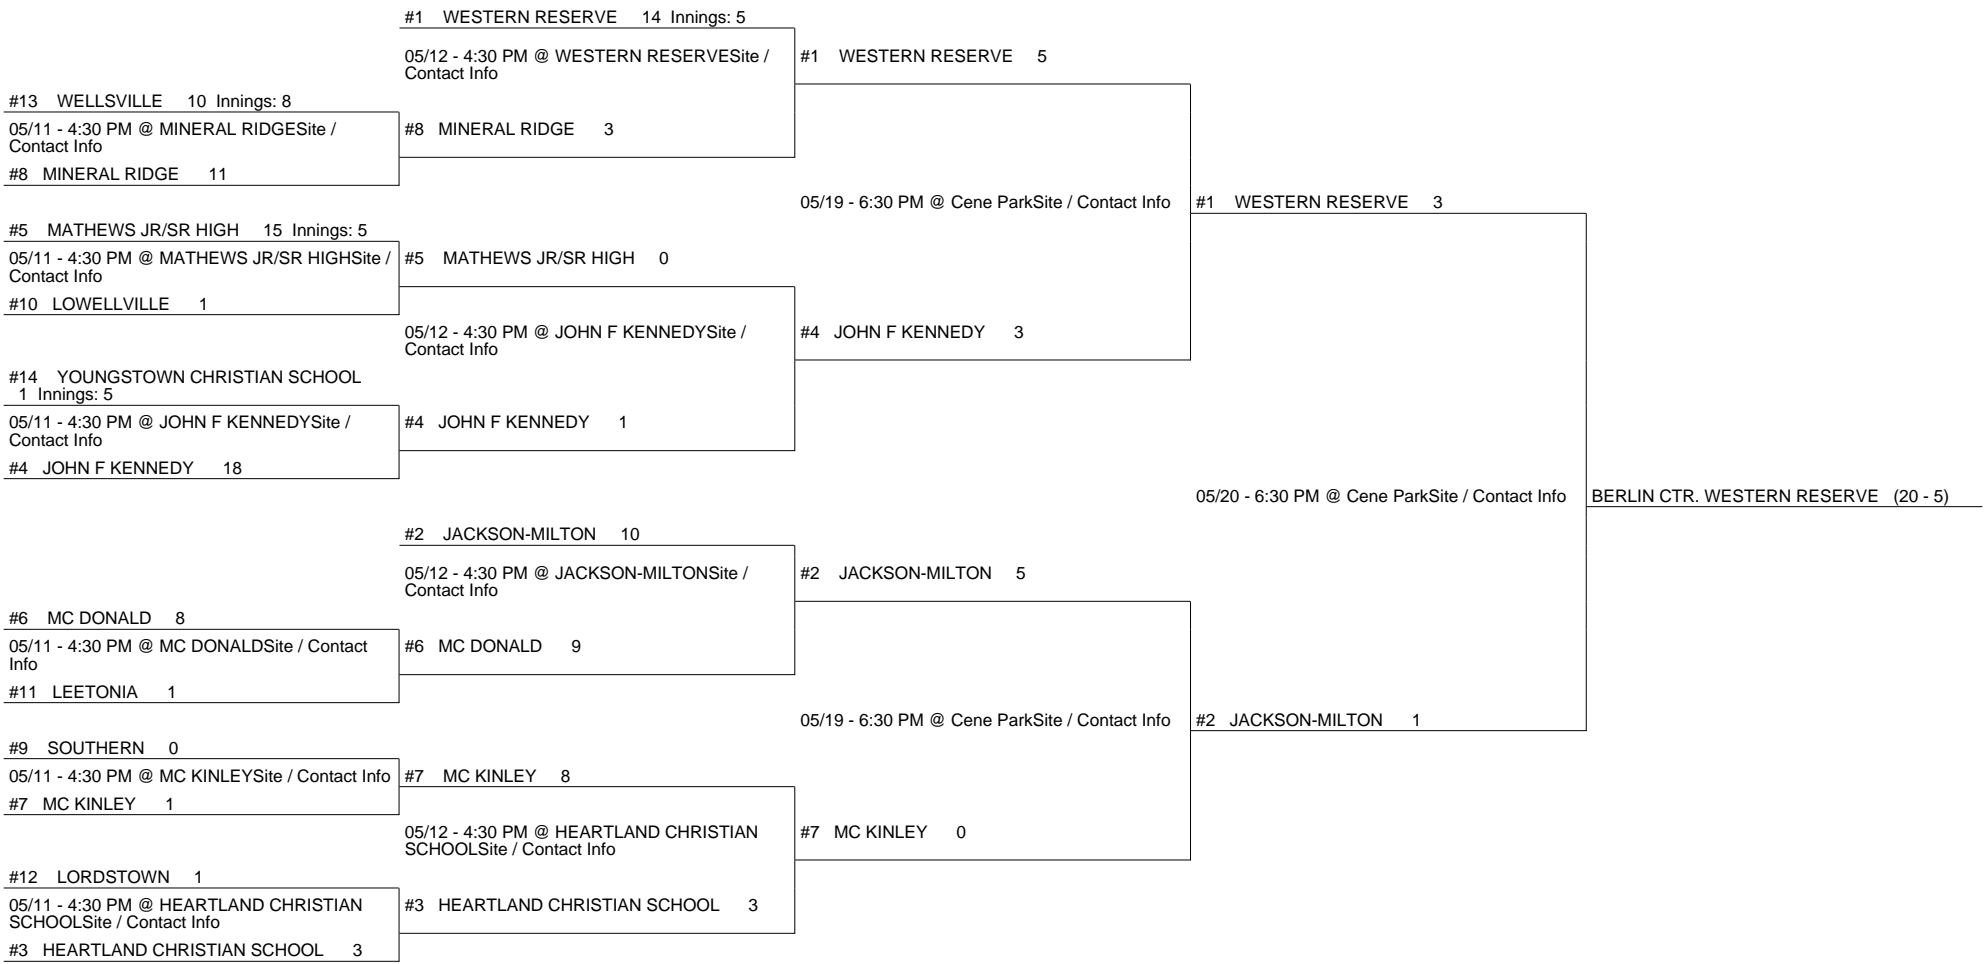 #1 WESTERN RESERVE 14 Innings: 5
05/12 - 4:30 PM @ WESTERN RESERVESite /
Contact Info
#1 WESTERN RESERVE 5
#13 WELLSVILLE 10 Innings: 8
05/11 - 4:30 PM @ MINERAL RIDGESite /
Contact Info
#8 MINERAL RIDGE 3
#8 MINERAL RIDGE 11
05/19 - 6:30 PM @ Cene ParkSite / Contact Info
#1 WESTERN RESERVE 3
#5 MATHEWS JR/SR HIGH 15 Innings: 5
05/11 - 4:30 PM @ MATHEWS JR/SR HIGHSite /
Contact Info
#5 MATHEWS JR/SR HIGH 0
#10 LOWELLVILLE 1
05/12 - 4:30 PM @ JOHN F KENNEDYSite /
Contact Info
#4 JOHN F KENNEDY 3
#14 YOUNGSTOWN CHRISTIAN SCHOOL
1 Innings: 5
05/11 - 4:30 PM @ JOHN F KENNEDYSite /
Contact Info
#4 JOHN F KENNEDY 1
#4 JOHN F KENNEDY 18
05/20 - 6:30 PM @ Cene ParkSite / Contact Info
BERLIN CTR. WESTERN RESERVE (20 - 5)
#2 JACKSON-MILTON 10
05/12 - 4:30 PM @ JACKSON-MILTONSite /
Contact Info
#2 JACKSON-MILTON 5
#6 MC DONALD 8
05/11 - 4:30 PM @ MC DONALDSite / Contact
Info
#6 MC DONALD 9
#11 LEETONIA 1
05/19 - 6:30 PM @ Cene ParkSite / Contact Info
#2 JACKSON-MILTON 1
#9 SOUTHERN 0
05/11 - 4:30 PM @ MC KINLEYSite / Contact Info
#7 MC KINLEY 8
#7 MC KINLEY 1
05/12 - 4:30 PM @ HEARTLAND CHRISTIAN
SCHOOLSite / Contact Info
#7 MC KINLEY 0
#12 LORDSTOWN 1
05/11 - 4:30 PM @ HEARTLAND CHRISTIAN
SCHOOLSite / Contact Info
#3 HEARTLAND CHRISTIAN SCHOOL 3
#3 HEARTLAND CHRISTIAN SCHOOL 3